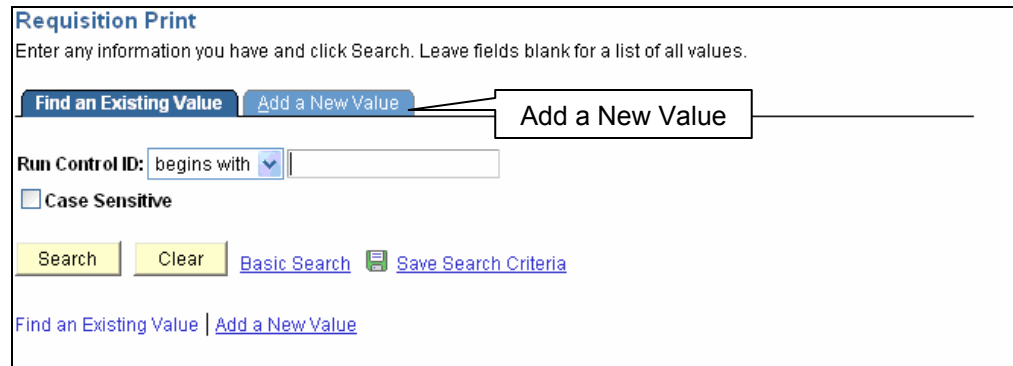 Requisition Print
Enter any information you have and click Search. Leave fields blank for a list of all values.
Find an Existing Value Add a New Value
Add a New Value
Run Control ID: begins with
Case Sensitive
Search Clear Basic Search Save Search Criteria
Find an Existing Value | Add a New Value